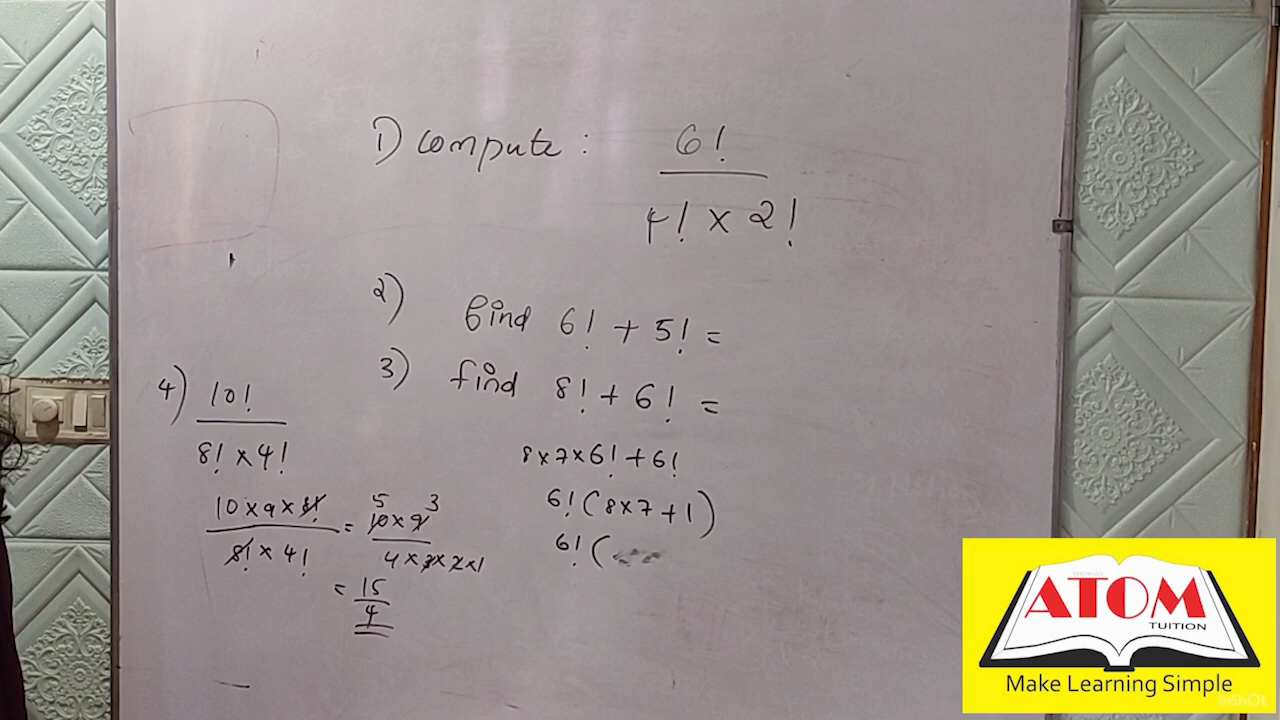 1) compute : 6!
4! × 2!
2) find 6! + 5! =
3) find 8! + 6! =
8×7×6! + 6!
6! (8×7 + 1)
6! (
4) 10!
8! × 4!
10×9×8! = 5 10×9 3
8! × 4! 4×3×2×1
= 15
4
THOMAS
ATOM
TUITION
Make Learning Simple